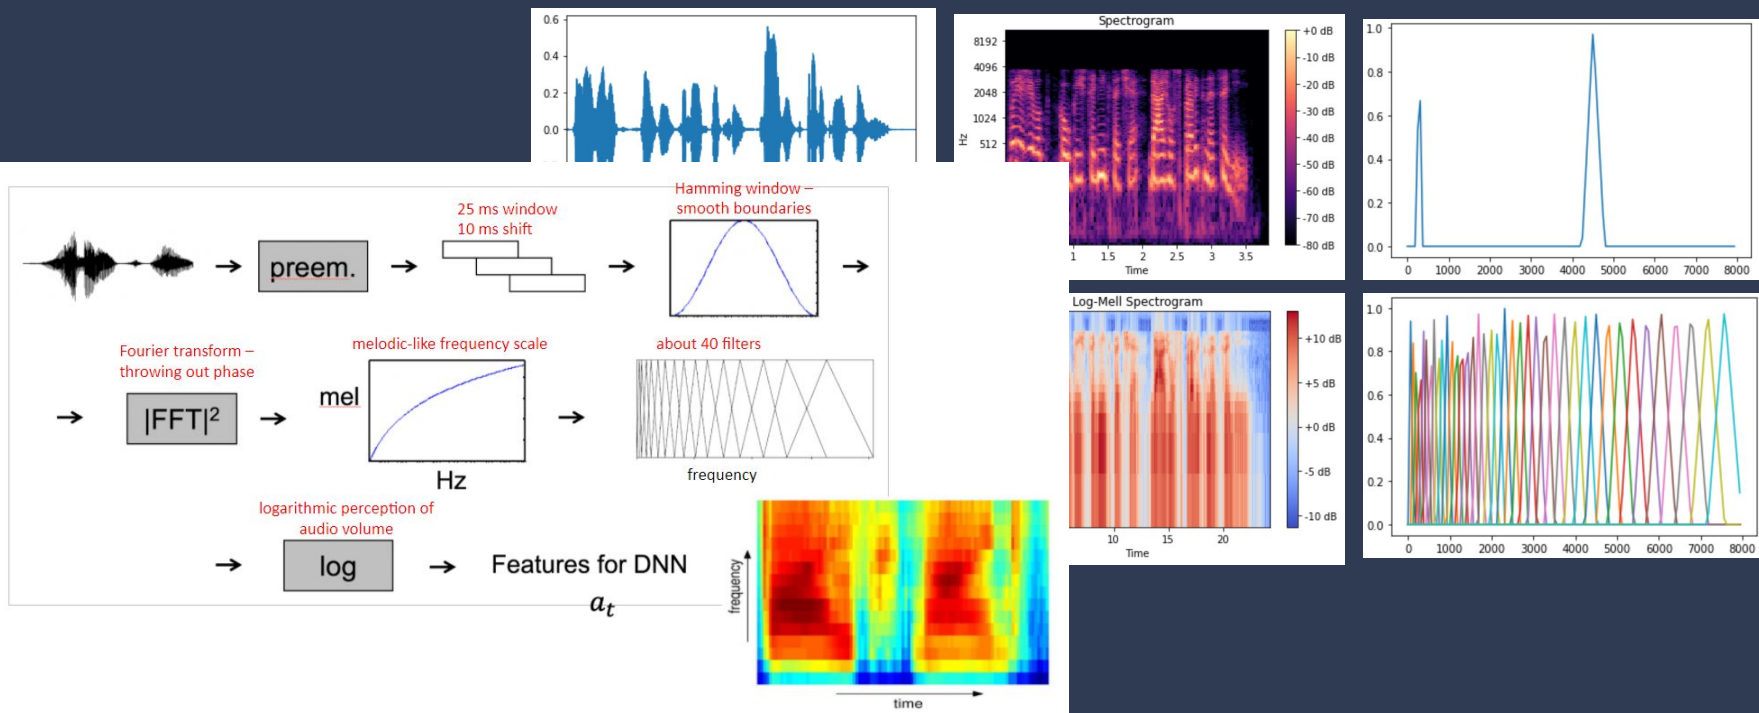 0.6
0.4
0.2
0.0
Spectrogram
8192
4096
2048
1024
512
Hz
+0 dB
-10 dB
-20 dB
-30 dB
-40 dB
-50 dB
-60 dB
-70 dB
-80 dB
1 1.5 2 2.5 3 3.5
Time
1.0
0.8
0.6
0.4
0.2
0.0
0 1000 2000 3000 4000 5000 6000 7000 8000
25 ms window
10 ms shift
Hamming window –
smooth boundaries
preem.
Fourier transform –
throwing out phase
|FFT|²
melodic-like frequency scale
mel
Hz
about 40 filters
frequency
logarithmic perception of
audio volume
log
Features for DNN
aₜ
frequency
time
Log-Mell Spectrogram
+10 dB
+5 dB
+0 dB
-5 dB
-10 dB
10 15 20
Time
1.0
0.8
0.6
0.4
0.2
0.0
0 1000 2000 3000 4000 5000 6000 7000 8000